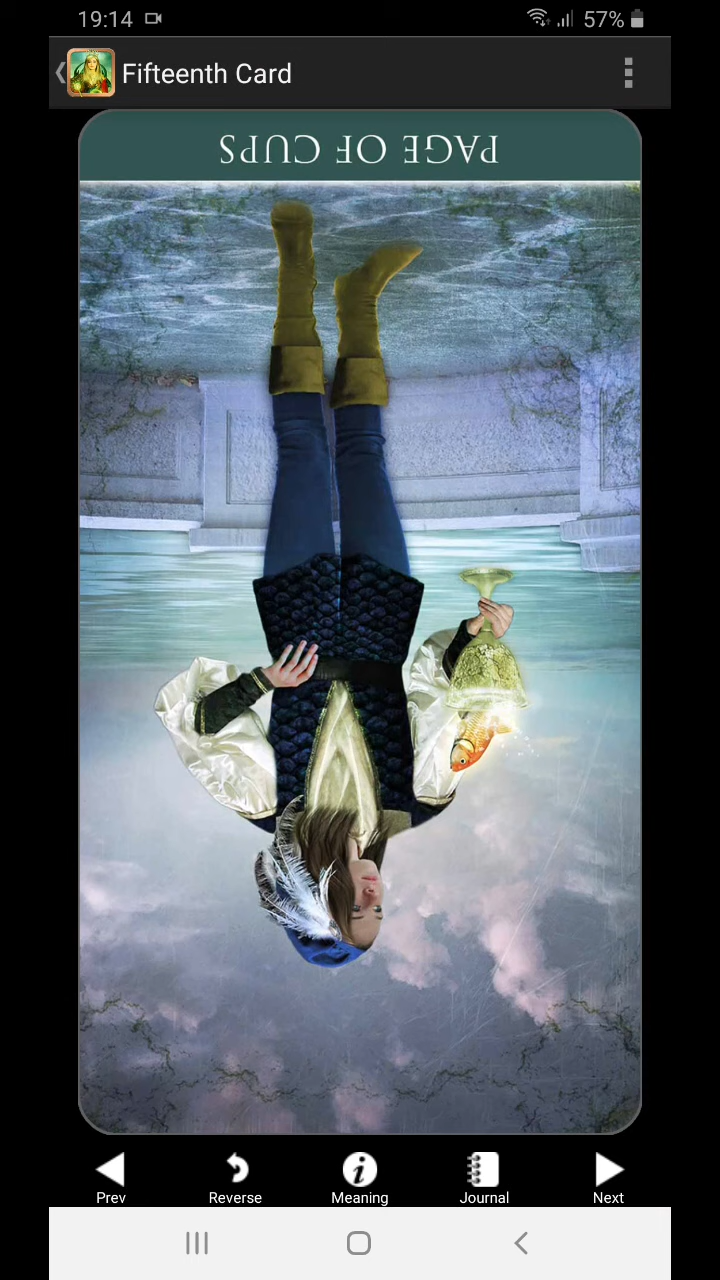 19:14
57%
Fifteenth Card
PAGE OF CUPS
Prev
Reverse
Meaning
Journal
Next